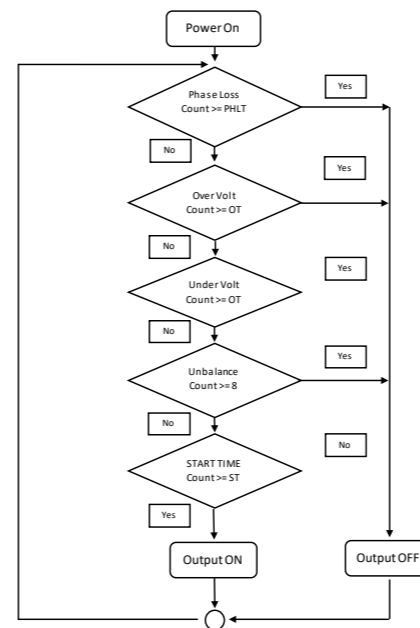 Power On
Phase Loss
Count >= PHLT
Yes
No
Over Volt
Count >= OT
Yes
No
Under Volt
Count >= OT
Yes
No
Unbalance
Count >= 8
Yes
No
START TIME
Count >= ST
No
Yes
Output ON
Output OFF